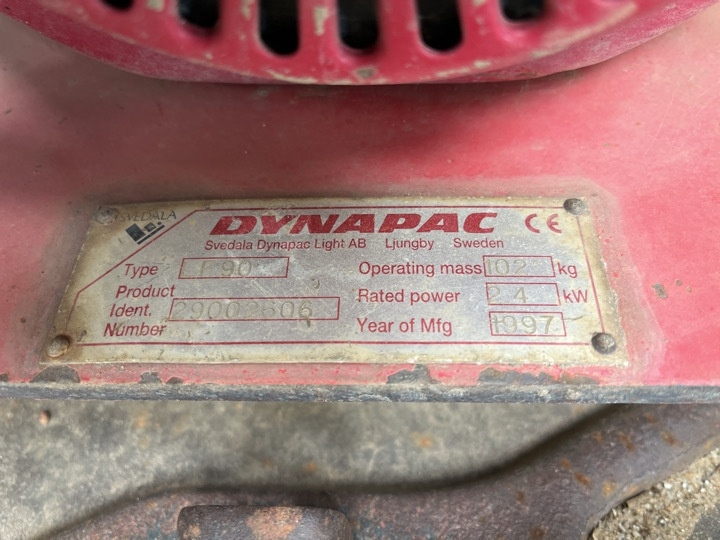 SVEDALA
DYNAPAC CE
Svedala Dynapac Light AB Ljungby Sweden
Type
Operating mass 102 kg
Product
Ident.
Number
Rated power 2.4 kW
Year of Mfg 1997